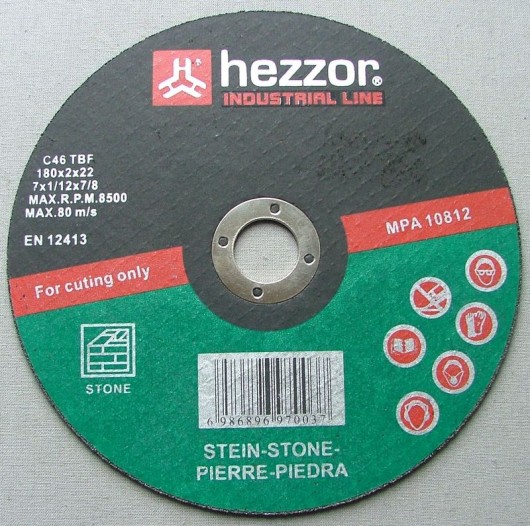 hezzor®
INDUSTRIAL LINE
C46 TBF
180x2x22
7x1/12x7/8
MAX.R.P.M.8500
MAX.80 m/s
EN 12413
MPA 10812
For cuting only
STONE
6 986896 970037
STEIN-STONE-
PIERRE-PIEDRA